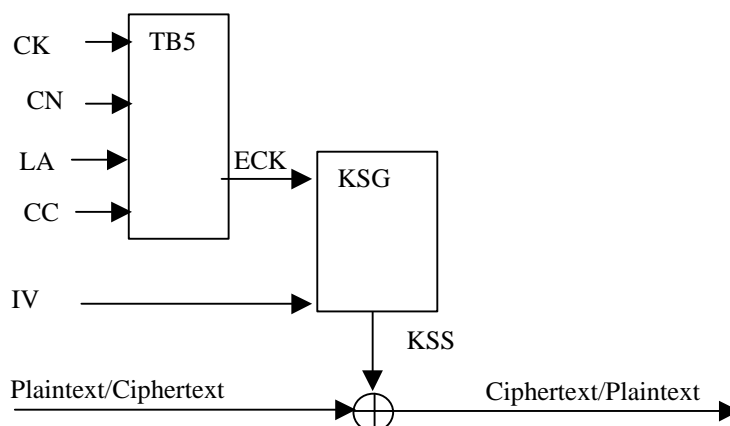 CK
TB5
CN
LA
ECK
KSG
CC
IV
KSS
Plaintext/Ciphertext
Ciphertext/Plaintext